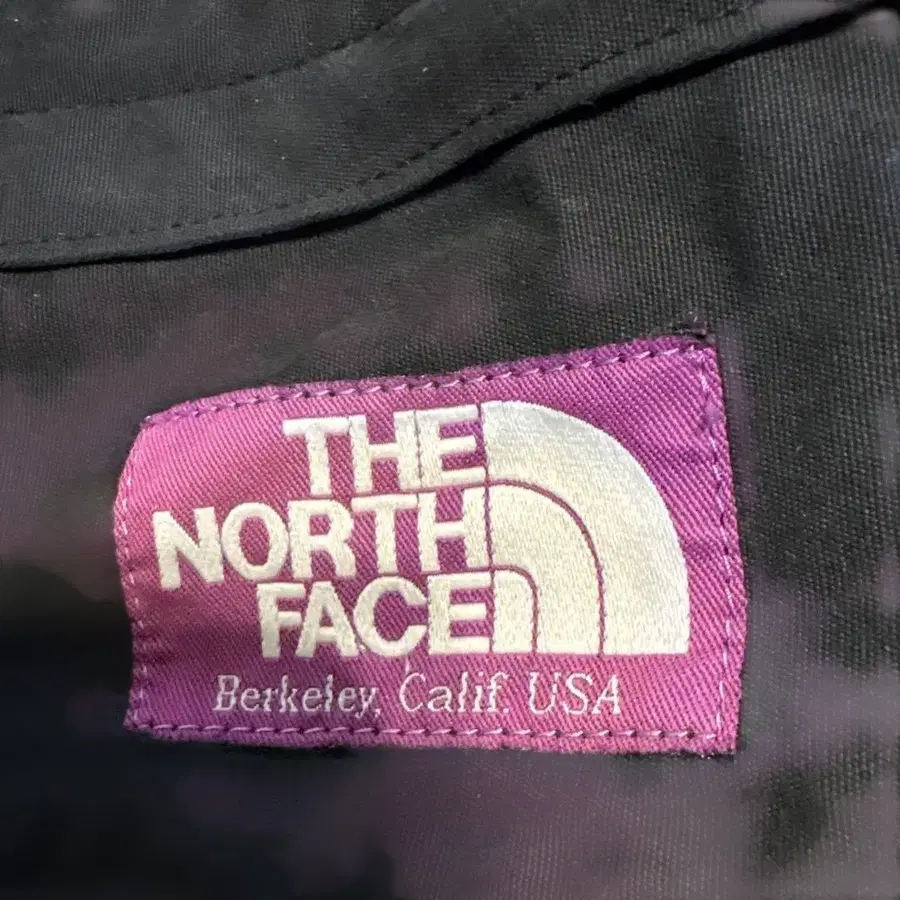 THE
NORTH
FACE
Berkeley, Calif. USA